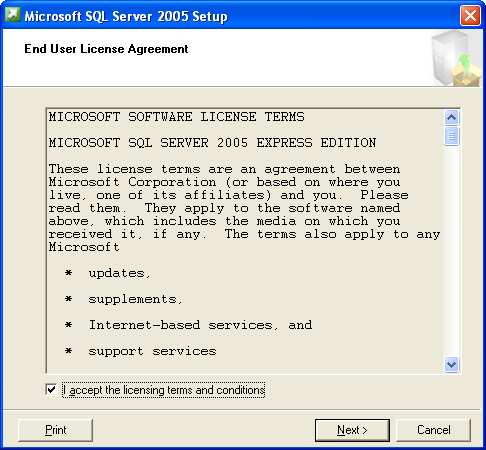 Microsoft SQL Server 2005 Setup
End User License Agreement
MICROSOFT SOFTWARE LICENSE TERMS
MICROSOFT SQL SERVER 2005 EXPRESS EDITION
These license terms are an agreement between
Microsoft Corporation (or based on where you
live, one of its affiliates) and you.  Please
read them.  They apply to the software named
above, which includes the media on which you
received it, if any.  The terms also apply to any
Microsoft
* updates,
* supplements,
* Internet-based services, and
* support services
I accept the licensing terms and conditions
Print
Next >
Cancel